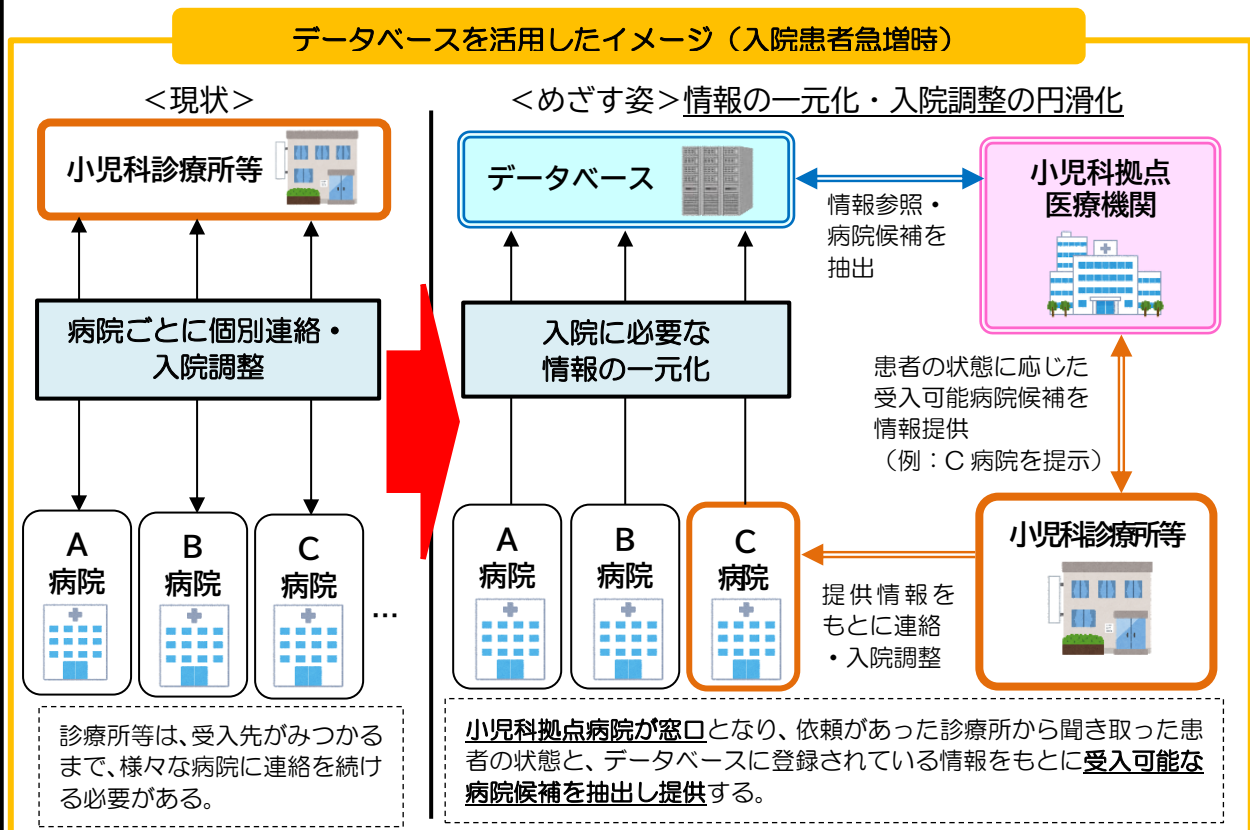 データベースを活用したイメージ（入院患者急増時）
＜現状＞
小児科診療所等
病院ごとに個別連絡・
入院調整
A
病院
B
病院
C
病院
…
診療所等は、受入先がみつかる
まで、様々な病院に連絡を続け
る必要がある。
＜めざす姿＞情報の一元化・入院調整の円滑化
データベース
情報参照・
病院候補を
抽出
小児科拠点
医療機関
入院に必要な
情報の一元化
患者の状態に応じた
受入可能病院候補を
情報提供
（例：C 病院を提示）
A
病院
B
病院
C
病院
提供情報を
もとに連絡
・入院調整
小児科診療所等
小児科拠点病院が窓口となり、依頼があった診療所から聞き取った患
者の状態と、データベースに登録されている情報をもとに受入可能な
病院候補を抽出し提供する。